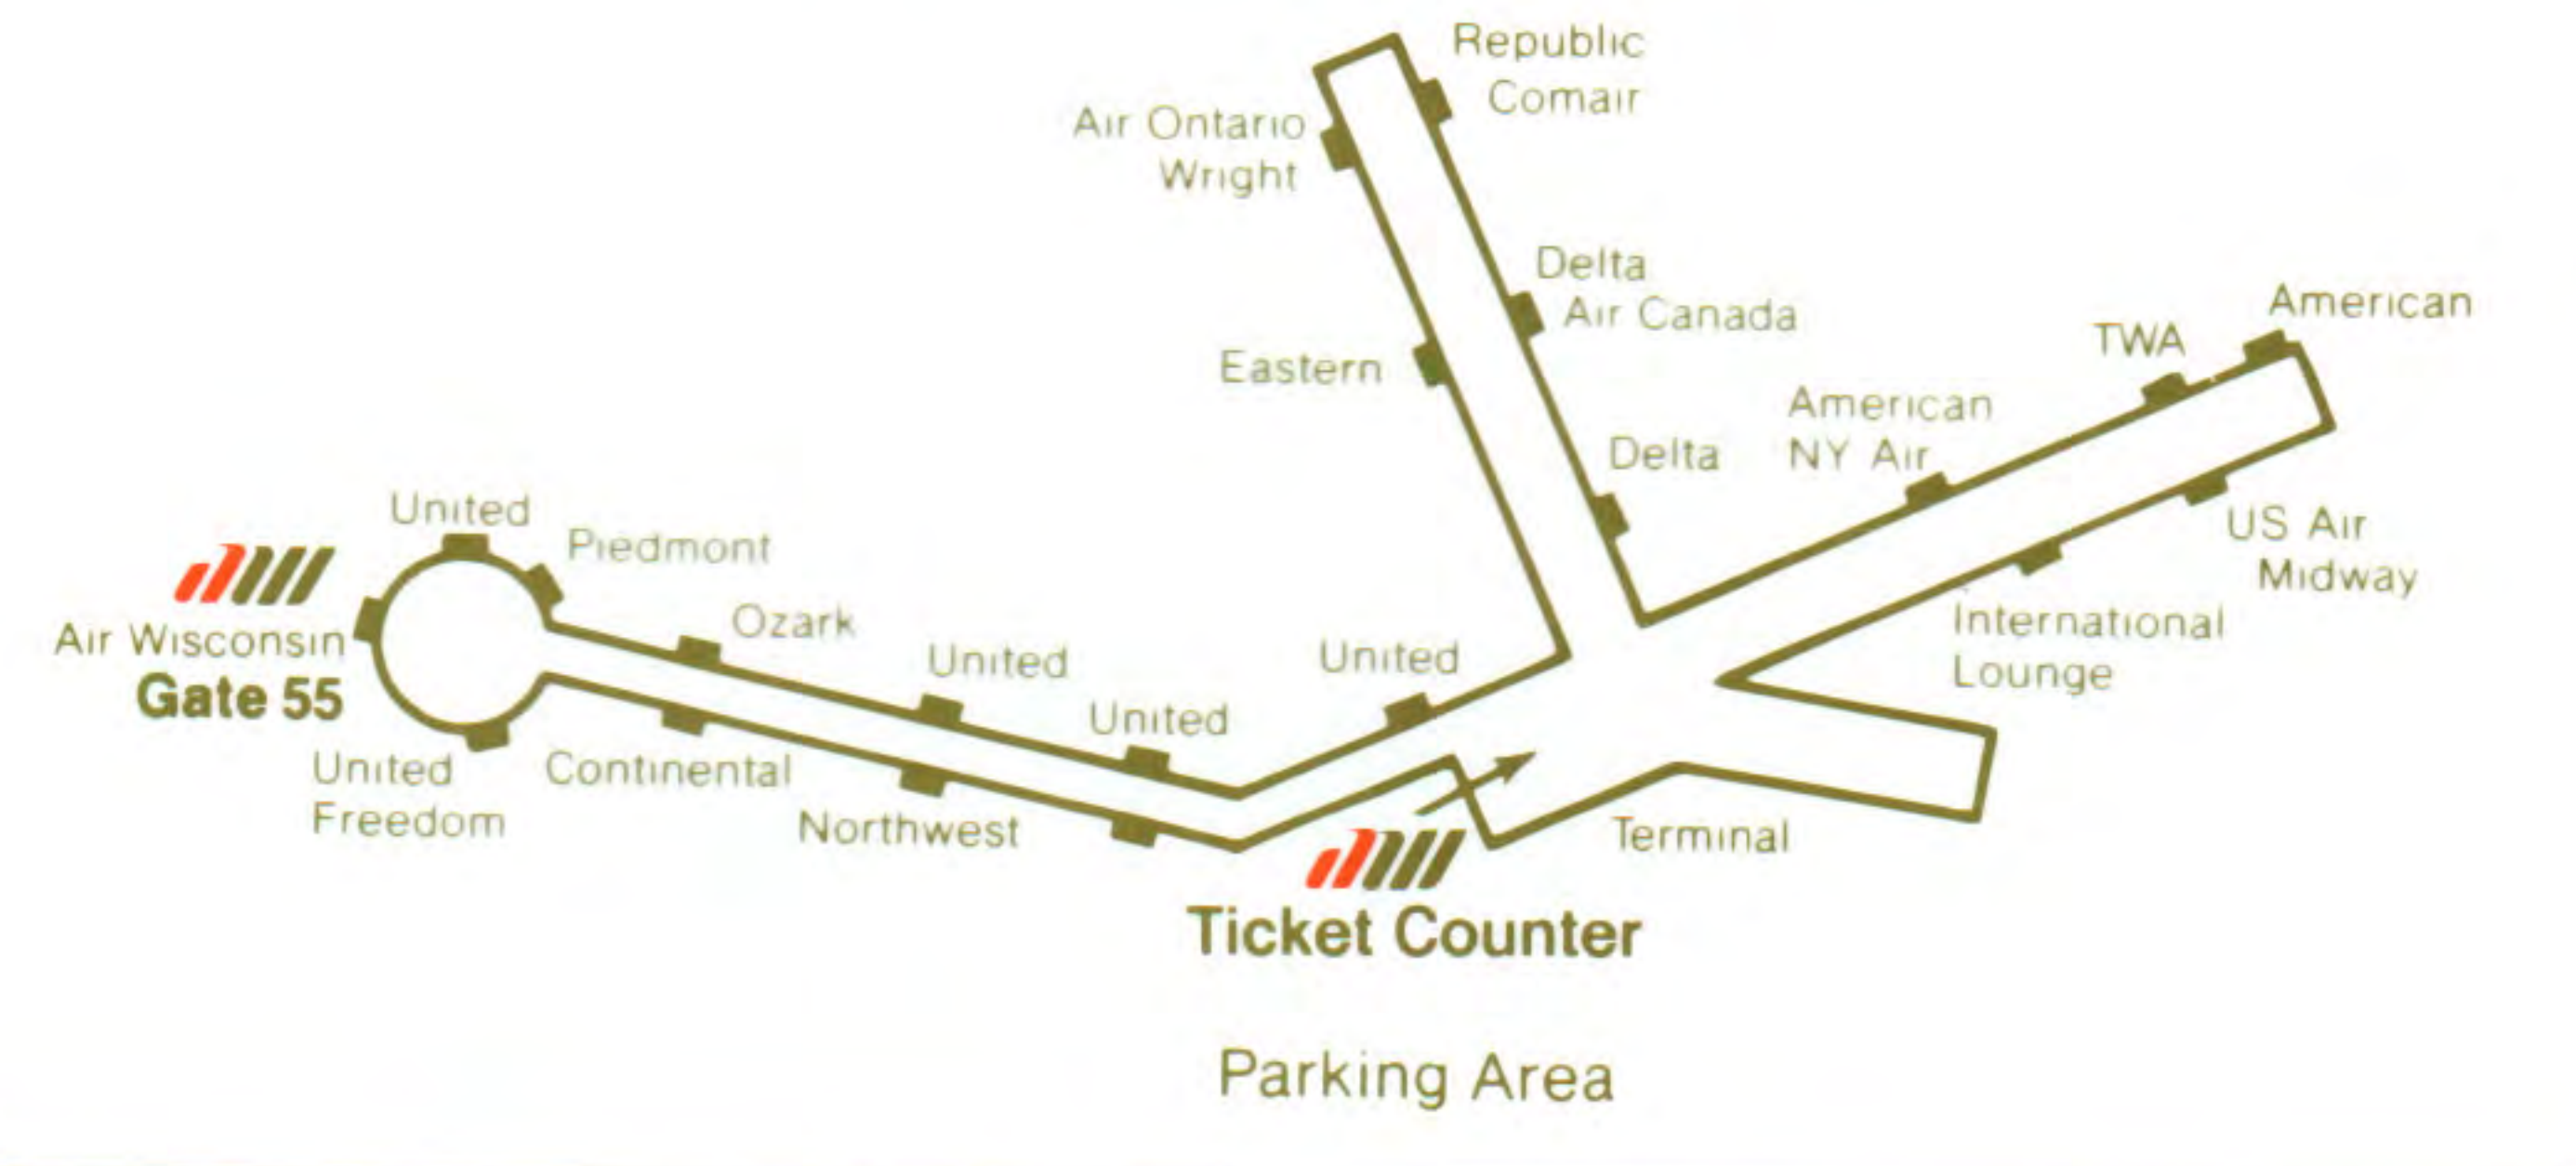 Republic
Comair
Air Ontario
Wright
Delta
Air Canada
Eastern
American
TWA
American
NY Air
Delta
US Air
Midway
International
Lounge
United
Piedmont
Air Wisconsin
Gate 55
Ozark
United
United
United
United
Freedom
Continental
Northwest
Terminal
Ticket Counter
Parking Area